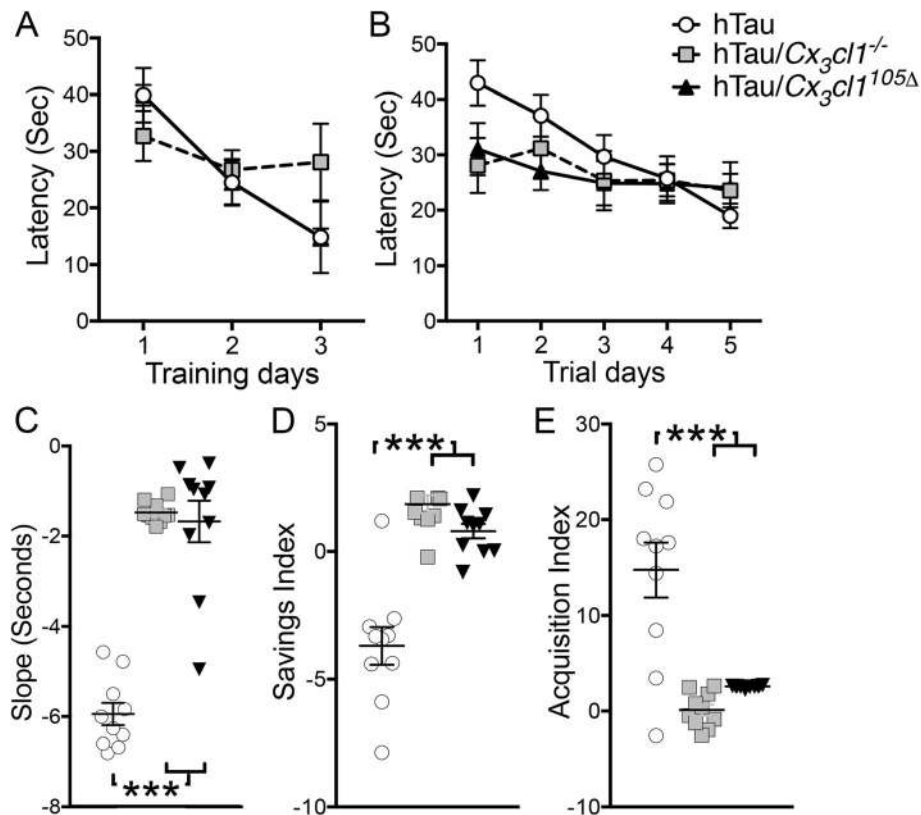 A
B
hTau
hTau/Cx₃cl1⁻/⁻
hTau/Cx₃cl1¹⁰⁵Δ
50
40
30
20
10
0
Latency (Sec)
1 2 3
Training days
50
40
30
20
10
0
Latency (Sec)
1 2 3 4 5
Trial days
C
0
-2
-4
-6
-8
Slope (Seconds)
***
D
5
0
-5
-10
Savings Index
***
E
30
20
10
0
-10
Acquisition Index
***